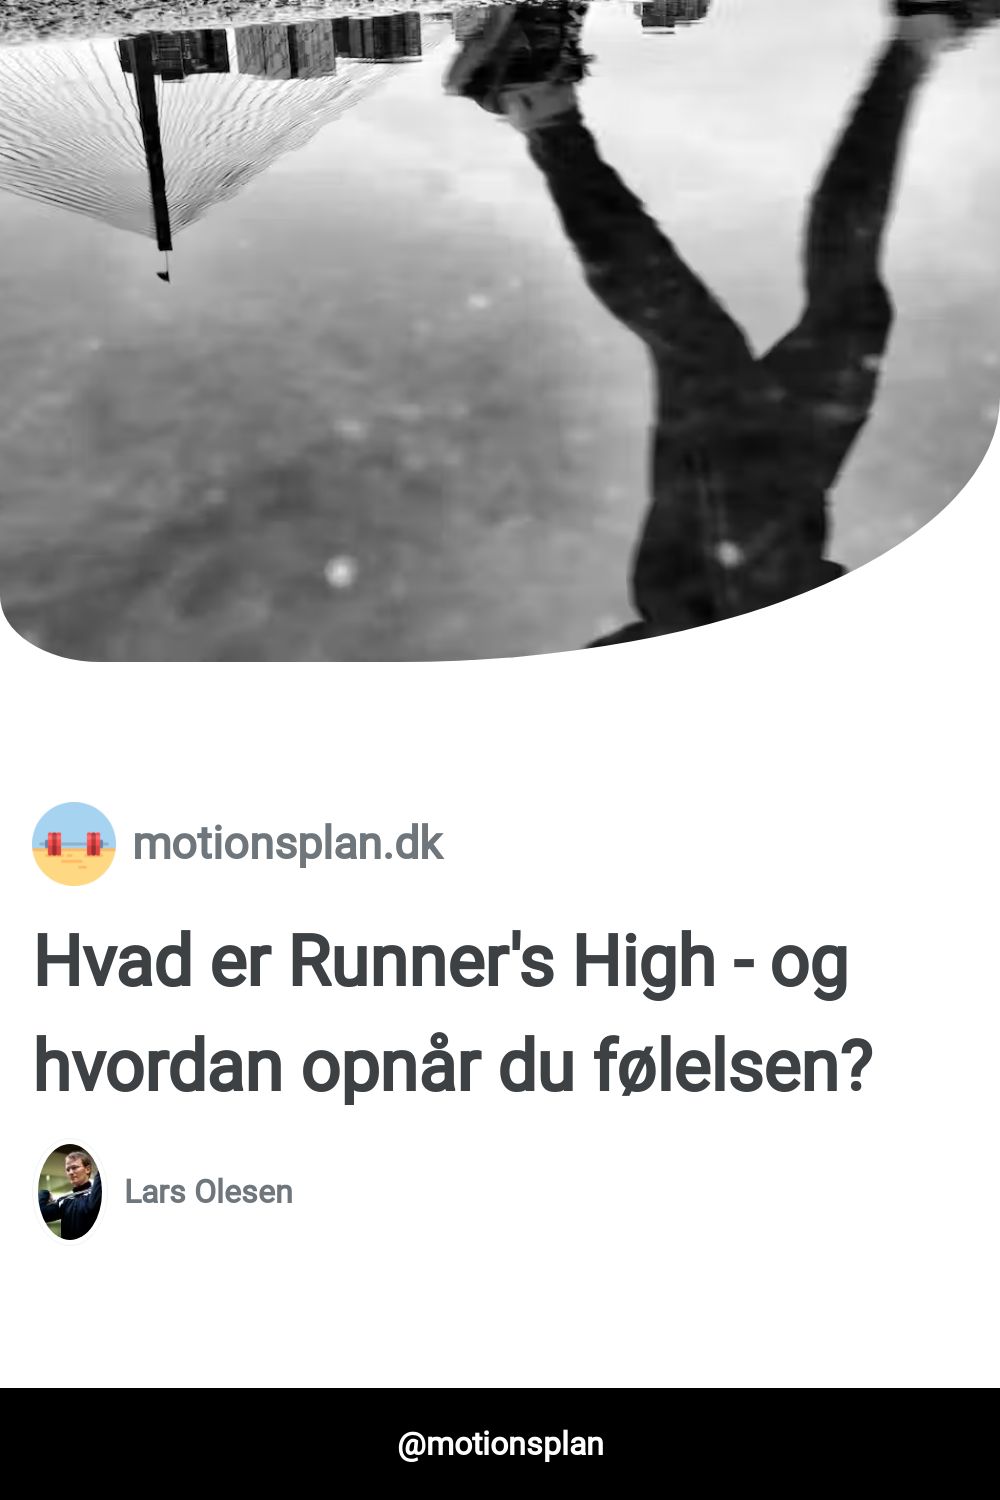 motionsplan.dk
Hvad er Runner's High - og
hvordan opnår du følelsen?
Lars Olesen
@motionsplan